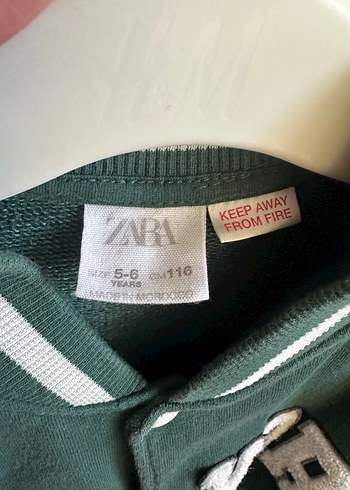 H&M
ZARA
SIZE 5-6 CM 116
YEARS
MADE IN MOROCCO
KEEP AWAY
FROM FIRE